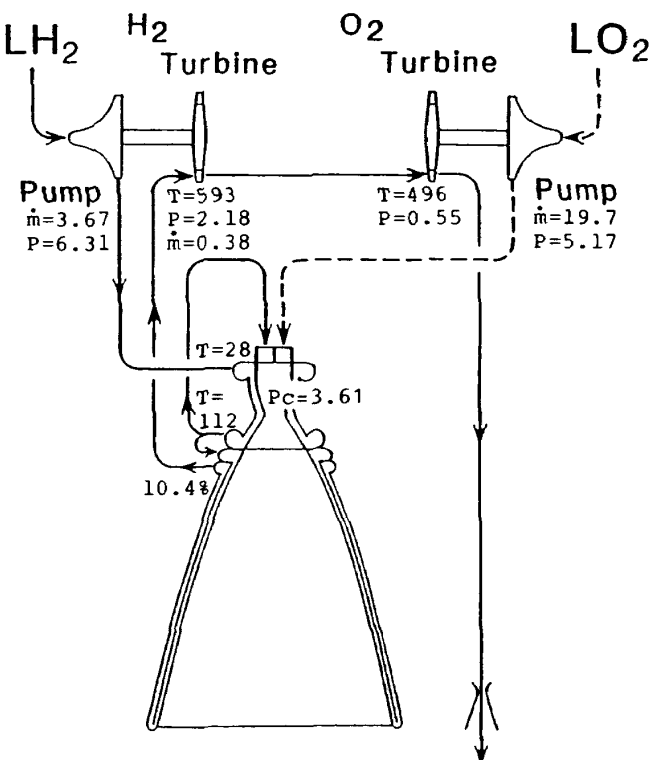 LH2
H2
Turbine
O2
Turbine
LO2
Pump
ṁ=3.67
P=6.31
T=593
P=2.18
ṁ=0.38
T=496
P=0.55
Pump
ṁ=19.7
P=5.17
T=28
T=
112
Pc=3.61
10.4%